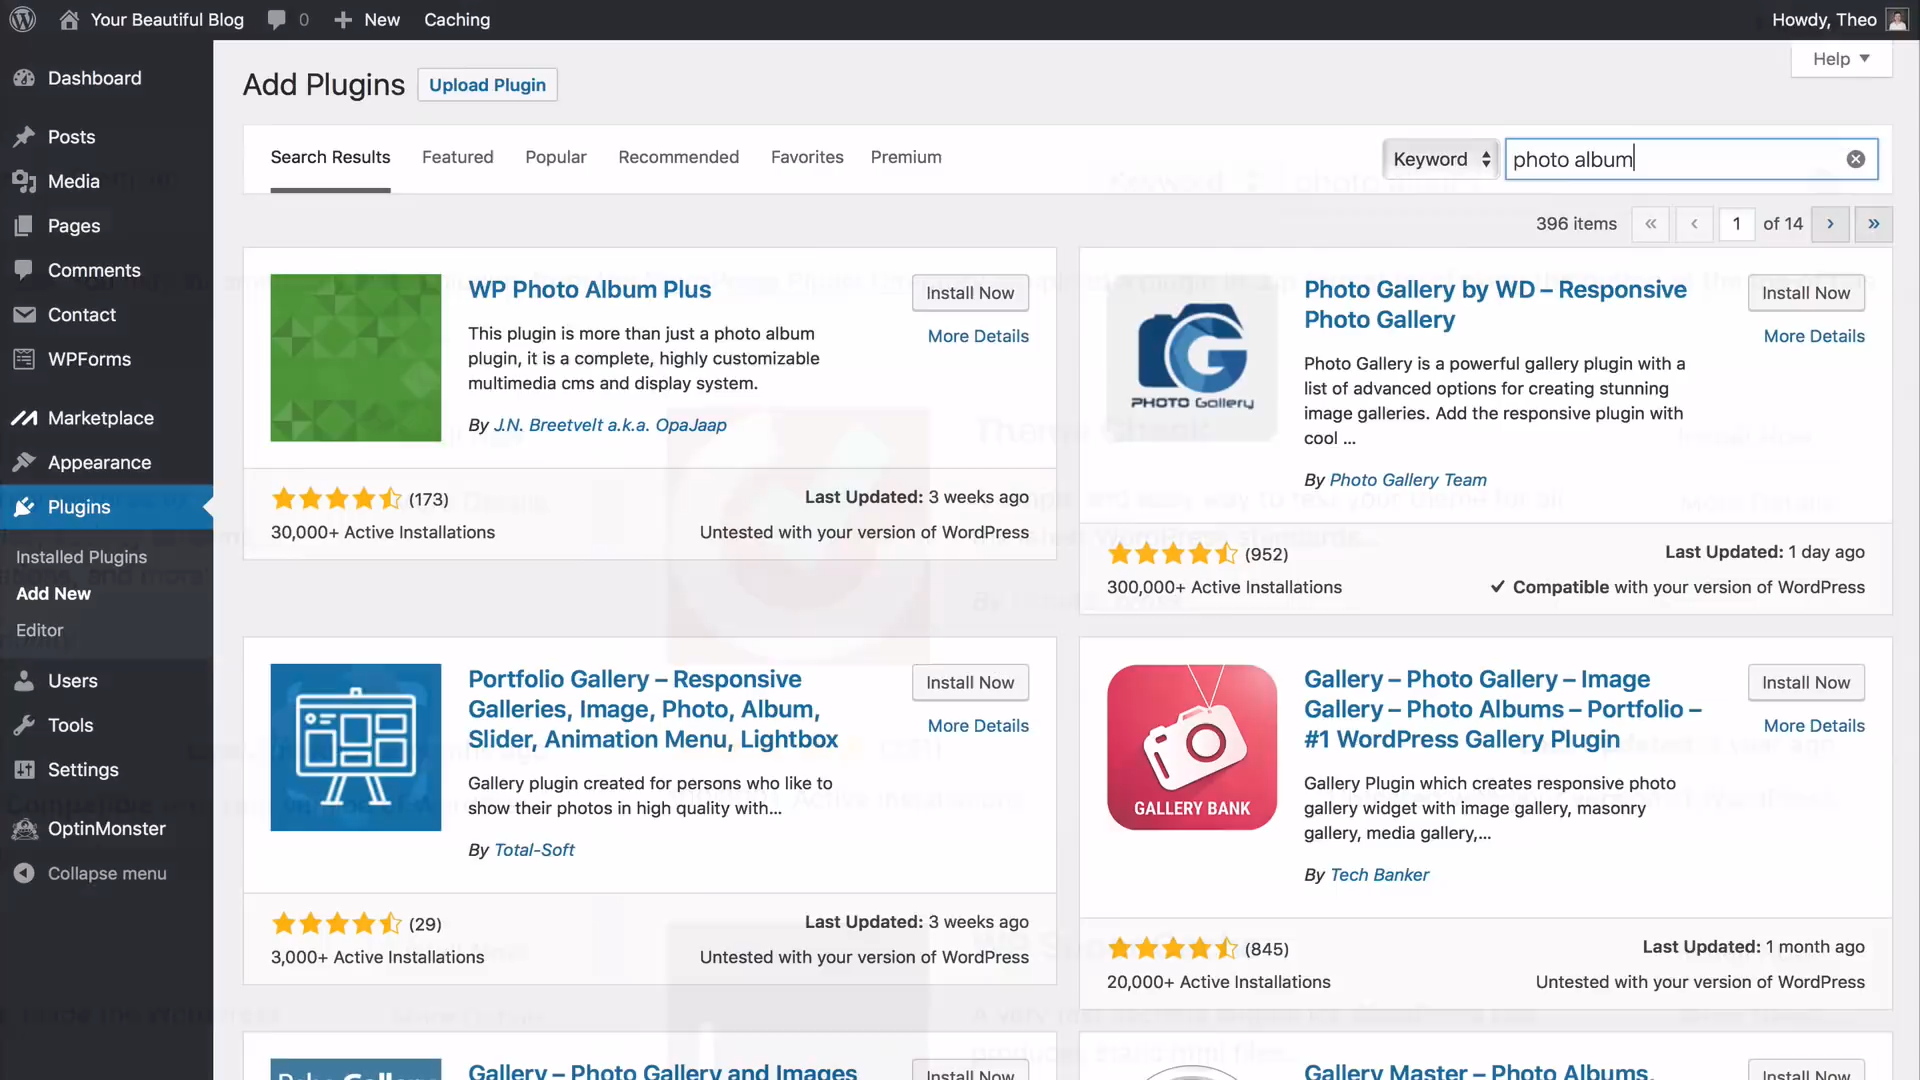 Your Beautiful Blog 0 New Caching Howdy, Theo
Dashboard
Posts
Media
Pages
Comments
Contact
WPForms
Marketplace
Appearance
Plugins
Installed Plugins
Add New
Editor
Users
Tools
Settings
OptinMonster
Collapse menu
Help
Add Plugins Upload Plugin
Search Results Featured Popular Recommended Favorites Premium Keyword photo album
396 items « ‹ 1 of 14 › »
WP Photo Album Plus
Install Now
More Details
This plugin is more than just a photo album
plugin, it is a complete, highly customizable
multimedia cms and display system.
By J.N. Breetvelt a.k.a. OpaJaap
(173)
Last Updated: 3 weeks ago
30,000+ Active Installations
Untested with your version of WordPress
PHOTO Gallery
Photo Gallery by WD – Responsive
Photo Gallery
Install Now
More Details
Photo Gallery is a powerful gallery plugin with a
list of advanced options for creating stunning
image galleries. Add the responsive plugin with
cool ...
By Photo Gallery Team
(952)
Last Updated: 1 day ago
300,000+ Active Installations
Compatible with your version of WordPress
Portfolio Gallery – Responsive
Galleries, Image, Photo, Album,
Slider, Animation Menu, Lightbox
Install Now
More Details
Gallery plugin created for persons who like to
show their photos in high quality with...
By Total-Soft
(29)
Last Updated: 3 weeks ago
3,000+ Active Installations
Untested with your version of WordPress
GALLERY BANK
Gallery – Photo Gallery – Image
Gallery – Photo Albums – Portfolio –
#1 WordPress Gallery Plugin
Install Now
More Details
Gallery Plugin which creates responsive photo
gallery widget with image gallery, masonry
gallery, media gallery,...
By Tech Banker
(845)
Last Updated: 1 month ago
20,000+ Active Installations
Untested with your version of WordPress
Gallery – Photo Gallery and Images
Install Now
Gallery Master – Photo Albums,
Install Now